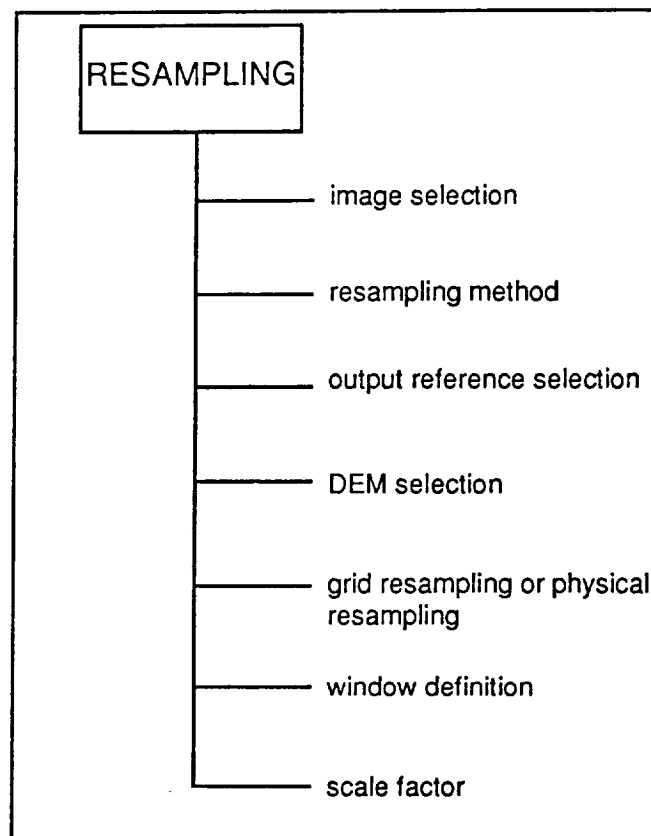 RESAMPLING
image selection
resampling method
output reference selection
DEM selection
grid resampling or physical
resampling
window definition
scale factor